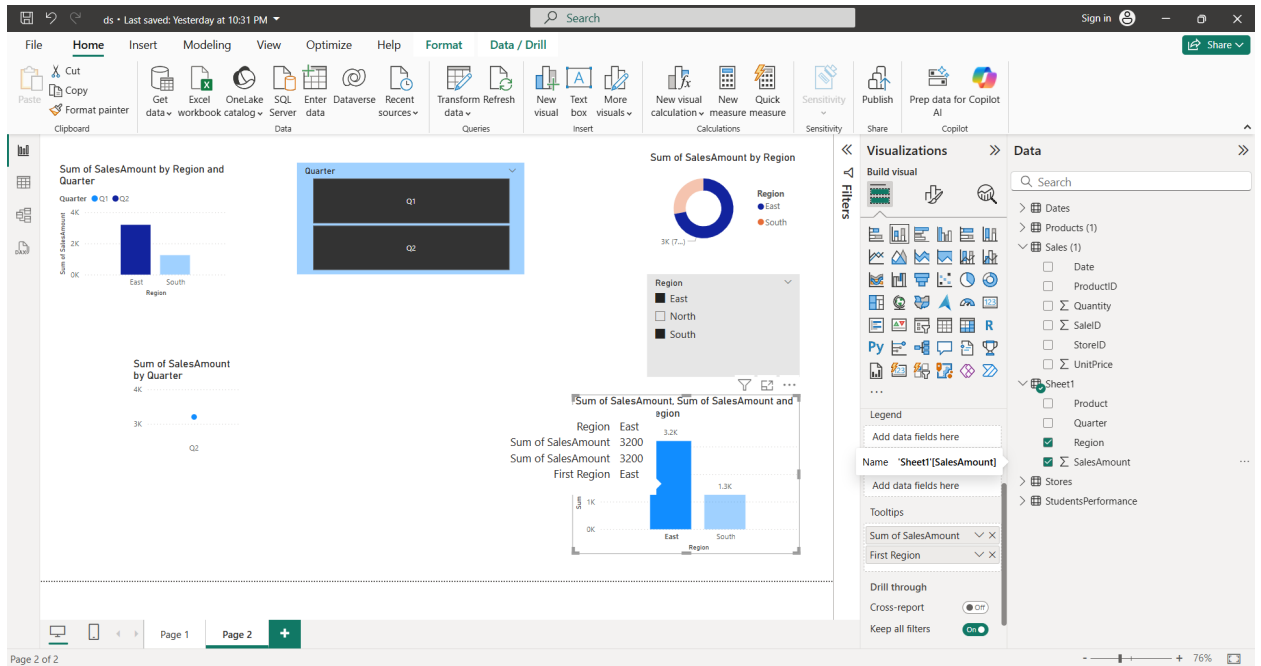 ds • Last saved: Yesterday at 10:31 PM
Search
Sign in
File Home Insert Modeling View Optimize Help Format Data / Drill
Share
Paste
Cut
Copy
Format painter
Clipboard
Get data
Excel workbook
OneLake catalog
SQL Server
Enter data
Dataverse
Recent sources
Data
Transform data
Refresh
Queries
New visual
Text box
More visuals
Insert
New visual calculation
New measure
Quick measure
Calculations
Sensitivity
Sensitivity
Publish
Share
Prep data for AI
Copilot
Copilot
Sum of SalesAmount by Region and
Quarter
Quarter Q1 Q2
Sum of SalesAmount
4K
2K
0K
East South
Region
Quarter
Q1
Q2
Sum of SalesAmount by Region
Region
East
South
3K (7...)
Region
East
North
South
Sum of SalesAmount
by Quarter
4K
3K
Q2
Sum of SalesAmount, Sum of SalesAmount and
egion
Region East
Sum of SalesAmount 3200
Sum of SalesAmount 3200
First Region East
3.2K
1.3K
Sum
1K
0K
East South
Region
Filters
Visualizations
Build visual
123
R
Py
123
Legend
Add data fields here
Name 'Sheet1'[SalesAmount]
Add data fields here
Tooltips
Sum of SalesAmount
First Region
Drill through
Cross-report Off
Keep all filters On
Data
Search
Dates
Products (1)
Sales (1)
Date
ProductID
Quantity
SaleID
StoreID
UnitPrice
Sheet1
Product
Quarter
Region
SalesAmount
Stores
StudentsPerformance
Page 1
Page 2
Page 2 of 2
- + 76%